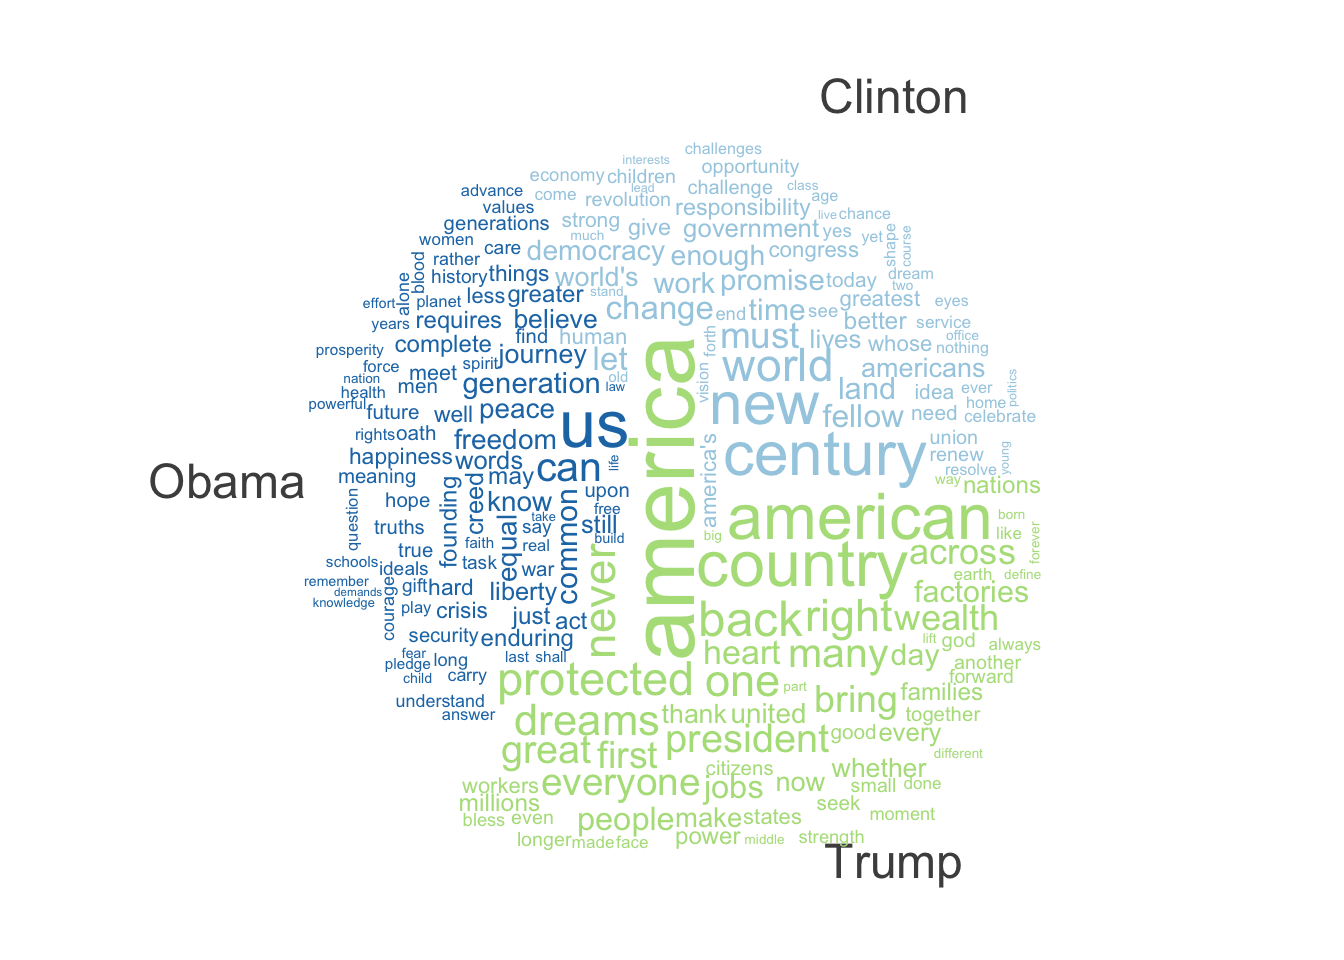 Clinton
challenges
interests
opportunity
economy
children
lead
challenge
class
advance
come
revolution
age
values
responsibility
live
chance
generations
strong
give
government
yes
yet
shape
course
women
care
much
democracy
enough
congress
rather
blood
history
things
world's
work
promise
today
dream
two
alone
effort
planet
less
greater
stand
change
greatest
eyes
years
requires
believe
end
time
see
better
service
prosperity
complete
find
human
forth
must
lives
whose
office
nothing
force
meet
spirit
journey
let
world
americans
nation
health
men
generation
old
law
vision
land
idea
ever
politics
powerful
future
well
peace
us
america
new
fellow
need
home
celebrate
rights
oath
freedom
america's
century
union
renew
happiness
words
can
life
resolve
young
Obama
meaning
may
way
nations
hope
founding
creed
know
common
upon
question
truths
equal
take
say
still
free
american
born
like
forever
true
faith
real
build
never
big
country
across
schools
ideals
task
war
earth
define
remember
demands
gift
hard
liberty
factories
knowledge
courage
play
crisis
just
act
back
right
wealth
security
enduring
lift
god
always
fear
pledge
long
last
shall
heart
many
day
another
child
carry
protected
one
part
forward
understand
bring
families
answer
dreams
thank
united
together
great
first
president
good
every
different
workers
everyone
citizens
jobs
now
whether
small
done
millions
seek
bless
even
people
make
states
moment
longer
made
face
power
middle
strength
Trump